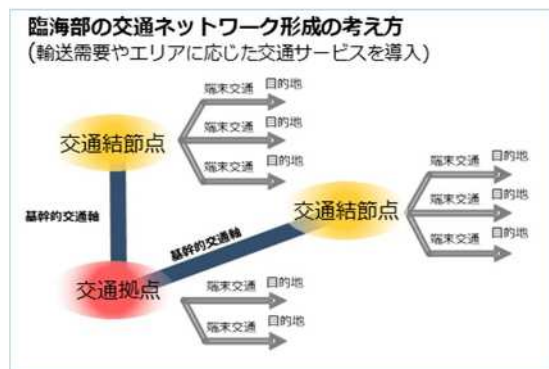 臨海部の交通ネットワーク形成の考え方
(輸送需要やエリアに応じた交通サービスを導入)
端末交通 目的地
端末交通 目的地
端末交通 目的地
交通結節点
基幹的交通軸
交通結節点
端末交通 目的地
端末交通 目的地
端末交通 目的地
基幹的交通軸
交通拠点
端末交通 目的地
端末交通 目的地